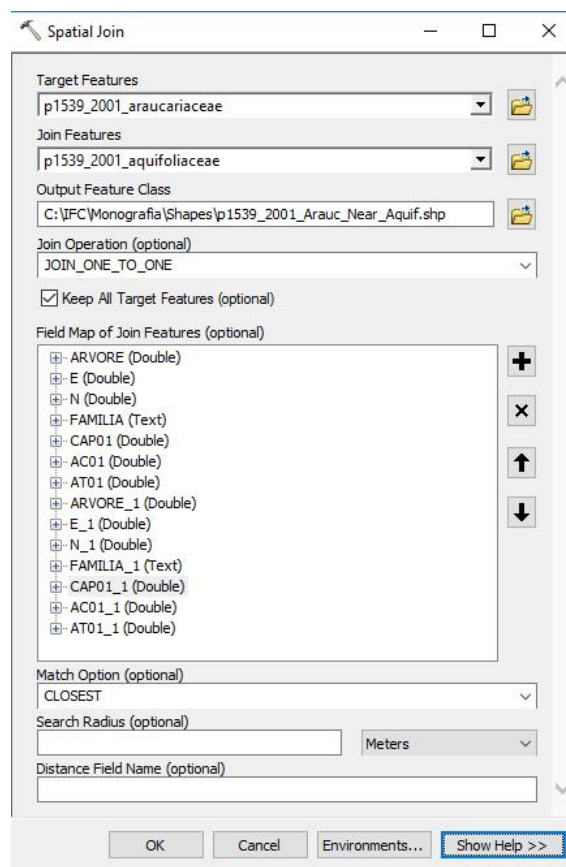 Spatial Join
Target Features
p1539_2001_araucariaceae
Join Features
p1539_2001_aquifoliaceae
Output Feature Class
C:\IFC\Monografia\Shapes\p1539_2001_Arauc_Near_Aquif.shp
Join Operation (optional)
JOIN_ONE_TO_ONE
Keep All Target Features (optional)
Field Map of Join Features (optional)
ARVORE (Double)
E (Double)
N (Double)
FAMILIA (Text)
CAP01 (Double)
AC01 (Double)
AT01 (Double)
ARVORE_1 (Double)
E_1 (Double)
N_1 (Double)
FAMILIA_1 (Text)
CAP01_1 (Double)
AC01_1 (Double)
AT01_1 (Double)
Match Option (optional)
CLOSEST
Search Radius (optional)
Meters
Distance Field Name (optional)
OK Cancel Environments... Show Help >>